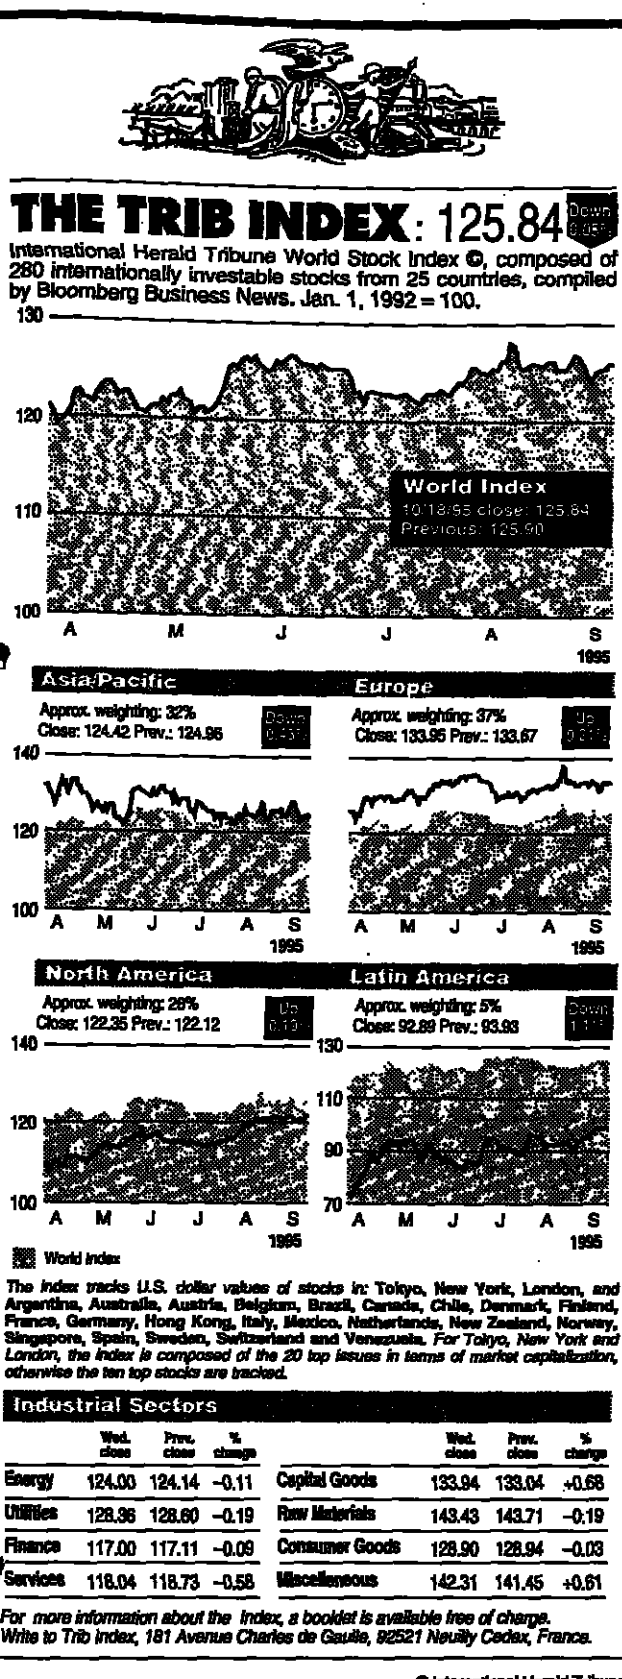 THE TRIB INDEX: 125.84 Down
International Herald Tribune World Stock Index ©, composed of
280 internationally investable stocks from 25 countries, compiled
by Bloomberg Business News. Jan. 1, 1992 = 100.
130
120
110
100
World Index
10/18/95 close: 125.84
Previous: 125.90
A M J J A S
1995
Asia/Pacific
Approx. weighting: 32%
Close: 124.42 Prev.: 124.96
Down
140
120
100
A M J J A S
1995
Europe
Approx. weighting: 37%
Close: 133.95 Prev.: 133.67
Up
A M J J A S
1995
North America
Approx. weighting: 26%
Close: 122.35 Prev.: 122.12
Up
140
120
100
A M J J A S
1995
Latin America
Approx. weighting: 5%
Close: 92.89 Prev.: 93.93
Down
130
110
90
70
A M J J A S
1995
World Index
The index tracks U.S. dollar values of stocks in: Tokyo, New York, London, and
Argentina, Australia, Austria, Belgium, Brazil, Canada, Chile, Denmark, Finland,
France, Germany, Hong Kong, Italy, Mexico, Netherlands, New Zealand, Norway,
Singapore, Spain, Sweden, Switzerland and Venezuela. For Tokyo, New York and
London, the index is composed of the 20 top issues in terms of market capitalization,
otherwise the ten top stocks are tracked.
Industrial Sectors
Wed. Prev. %
close close change
Energy 124.00 124.14 –0.11
Utilities 128.36 128.60 –0.19
Finance 117.00 117.11 –0.09
Services 118.04 118.73 –0.58
Wed. Prev. %
close close change
Capital Goods 133.94 133.04 +0.68
Raw Materials 143.43 143.71 –0.19
Consumer Goods 128.90 128.94 –0.03
Miscellaneous 142.31 141.45 +0.61
For more information about the Index, a booklet is available free of charge.
Write to Trib Index, 181 Avenue Charles de Gaulle, 92521 Neuilly Cedex, France.